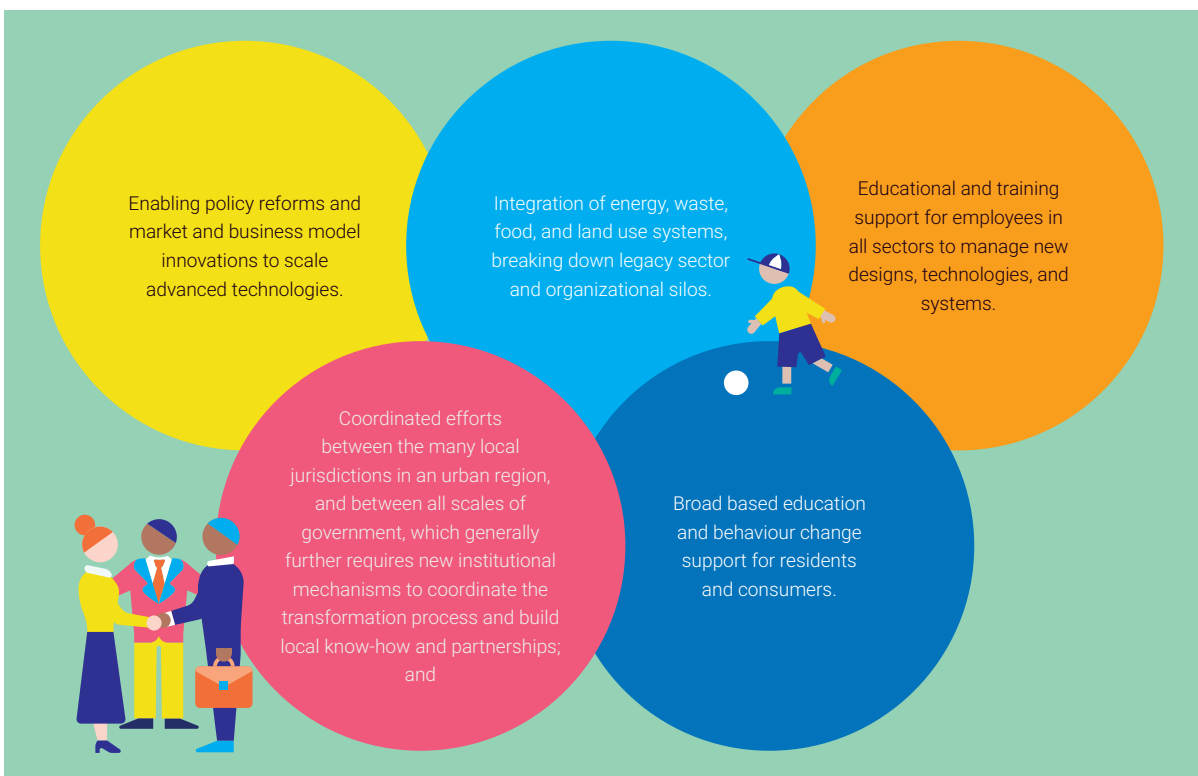 Enabling policy reforms and
market and business model
innovations to scale
advanced technologies.
Integration of energy, waste,
food, and land use systems,
breaking down legacy sector
and organizational silos.
Educational and training
support for employees in
all sectors to manage new
designs, technologies, and
systems.
Coordinated efforts
between the many local
jurisdictions in an urban region,
and between all scales of
government, which generally
further requires new institutional
mechanisms to coordinate the
transformation process and build
local know-how and partnerships;
and
Broad based education
and behaviour change
support for residents
and consumers.